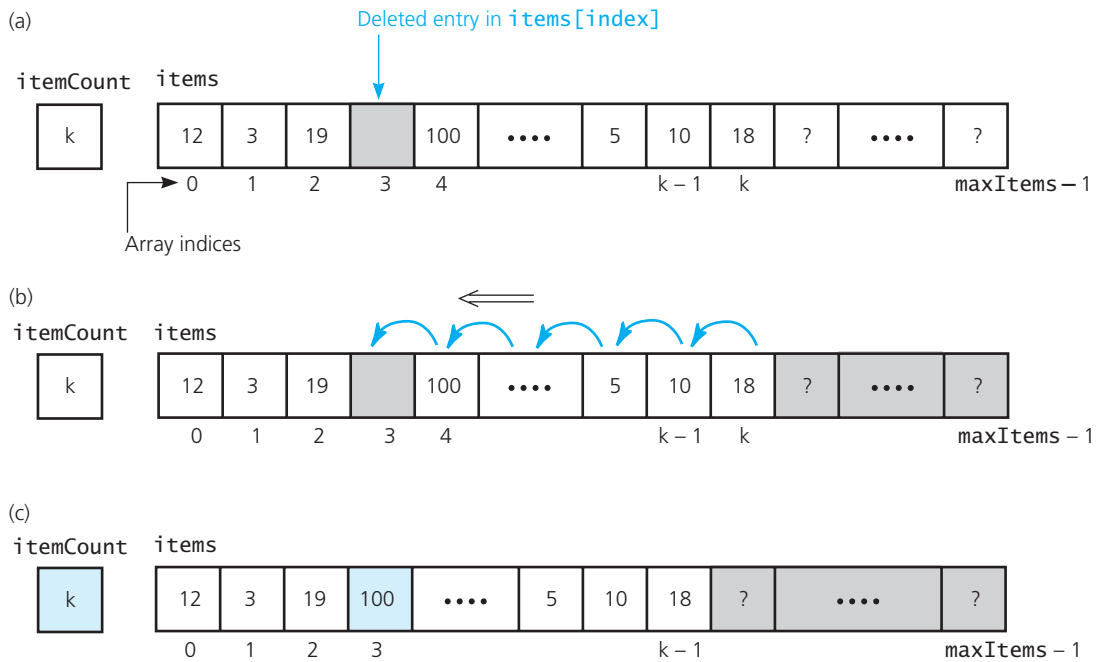 (a)
Deleted entry in items[index]
itemCount items
k 12 3 19 100 •••• 5 10 18 ? •••• ?
0 1 2 3 4 k – 1 k maxItems – 1
Array indices
(b)
itemCount items
k 12 3 19 100 •••• 5 10 18 ? •••• ?
0 1 2 3 4 k – 1 k maxItems – 1
(c)
itemCount items
k 12 3 19 100 •••• 5 10 18 ? •••• ?
0 1 2 3 k – 1 maxItems – 1